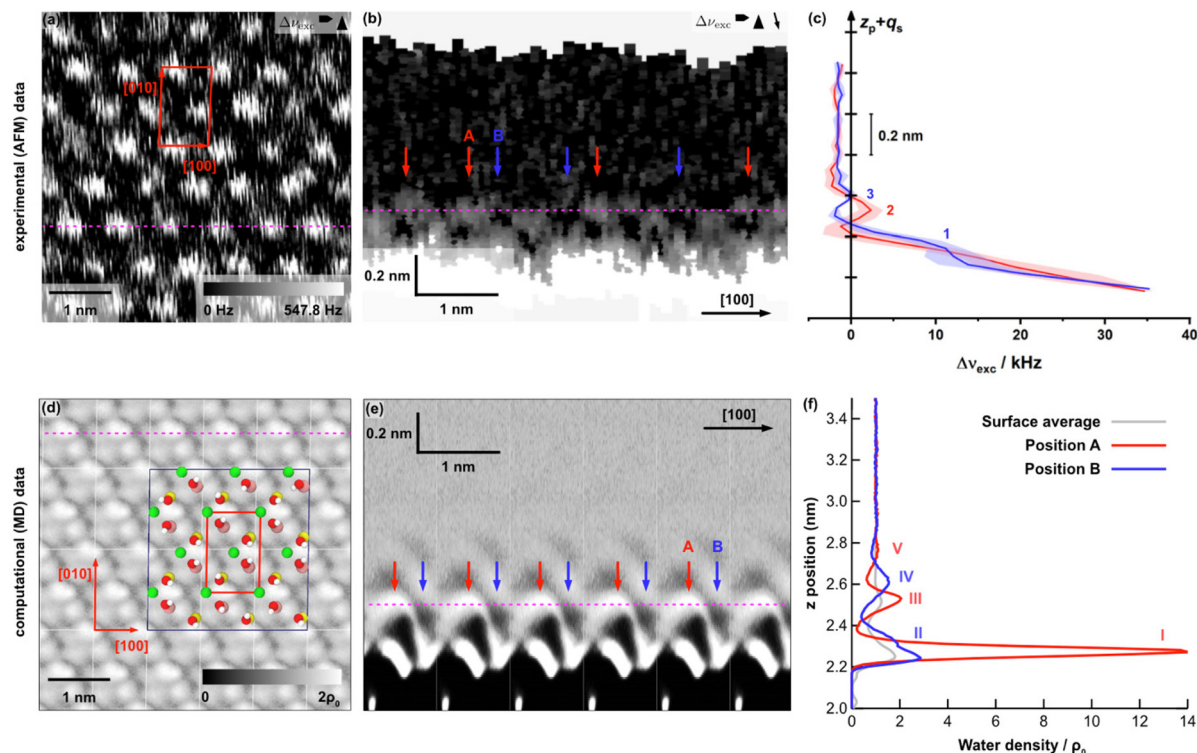 experimental (AFM) data
(a)
Δν_exc
[010]
[100]
1 nm
0 Hz
547.8 Hz
(b)
Δν_exc
A
B
0.2 nm
1 nm
[100]
(c)
z_p+q_s
0.2 nm
3
2
1
-5 0 10 20 30 40
Δν_exc / kHz
computational (MD) data
(d)
[010]
[100]
1 nm
0
2ρ₀
(e)
0.2 nm
1 nm
[100]
A
B
(f)
Surface average
Position A
Position B
V
IV
III
II
I
z position (nm)
3.4
3.2
3.0
2.8
2.6
2.4
2.2
2.0
0 2 4 6 8 10 12 14
Water density / ρ₀